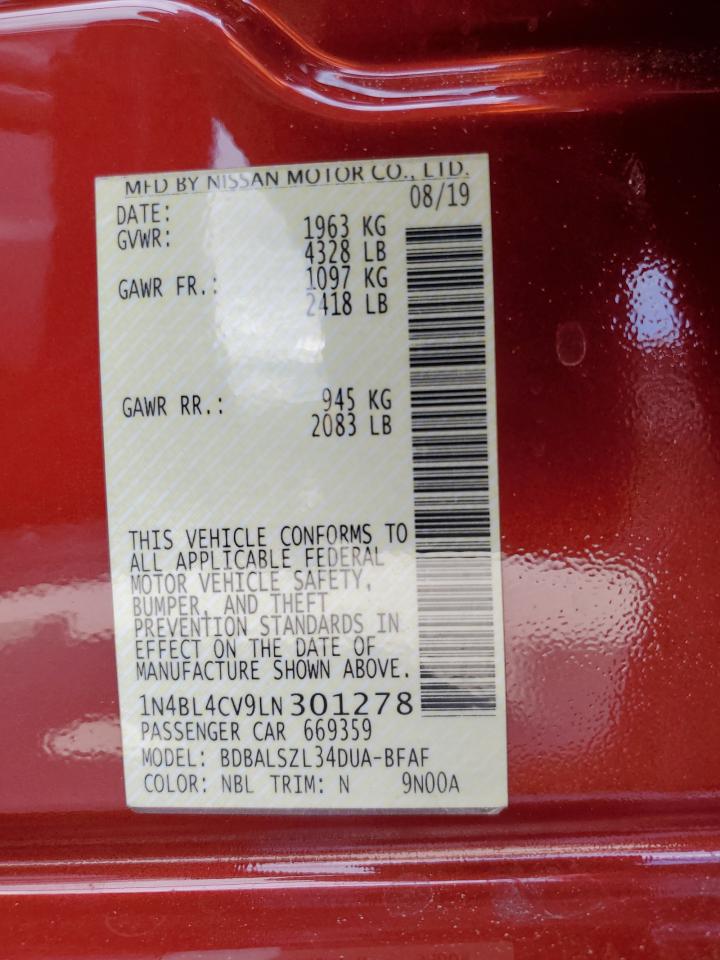 MFD BY NISSAN MOTOR CO., LTD.
DATE: 08/19
GVWR: 1963 KG
4328 LB
GAWR FR.: 1097 KG
2418 LB
GAWR RR.: 945 KG
2083 LB
THIS VEHICLE CONFORMS TO
ALL APPLICABLE FEDERAL
MOTOR VEHICLE SAFETY,
BUMPER, AND THEFT
PREVENTION STANDARDS IN
EFFECT ON THE DATE OF
MANUFACTURE SHOWN ABOVE.
1N4BL4CV9LN301278
PASSENGER CAR 669359
MODEL: BDBALSZL34DUA-BFAF
COLOR: NBL TRIM: N 9N00A